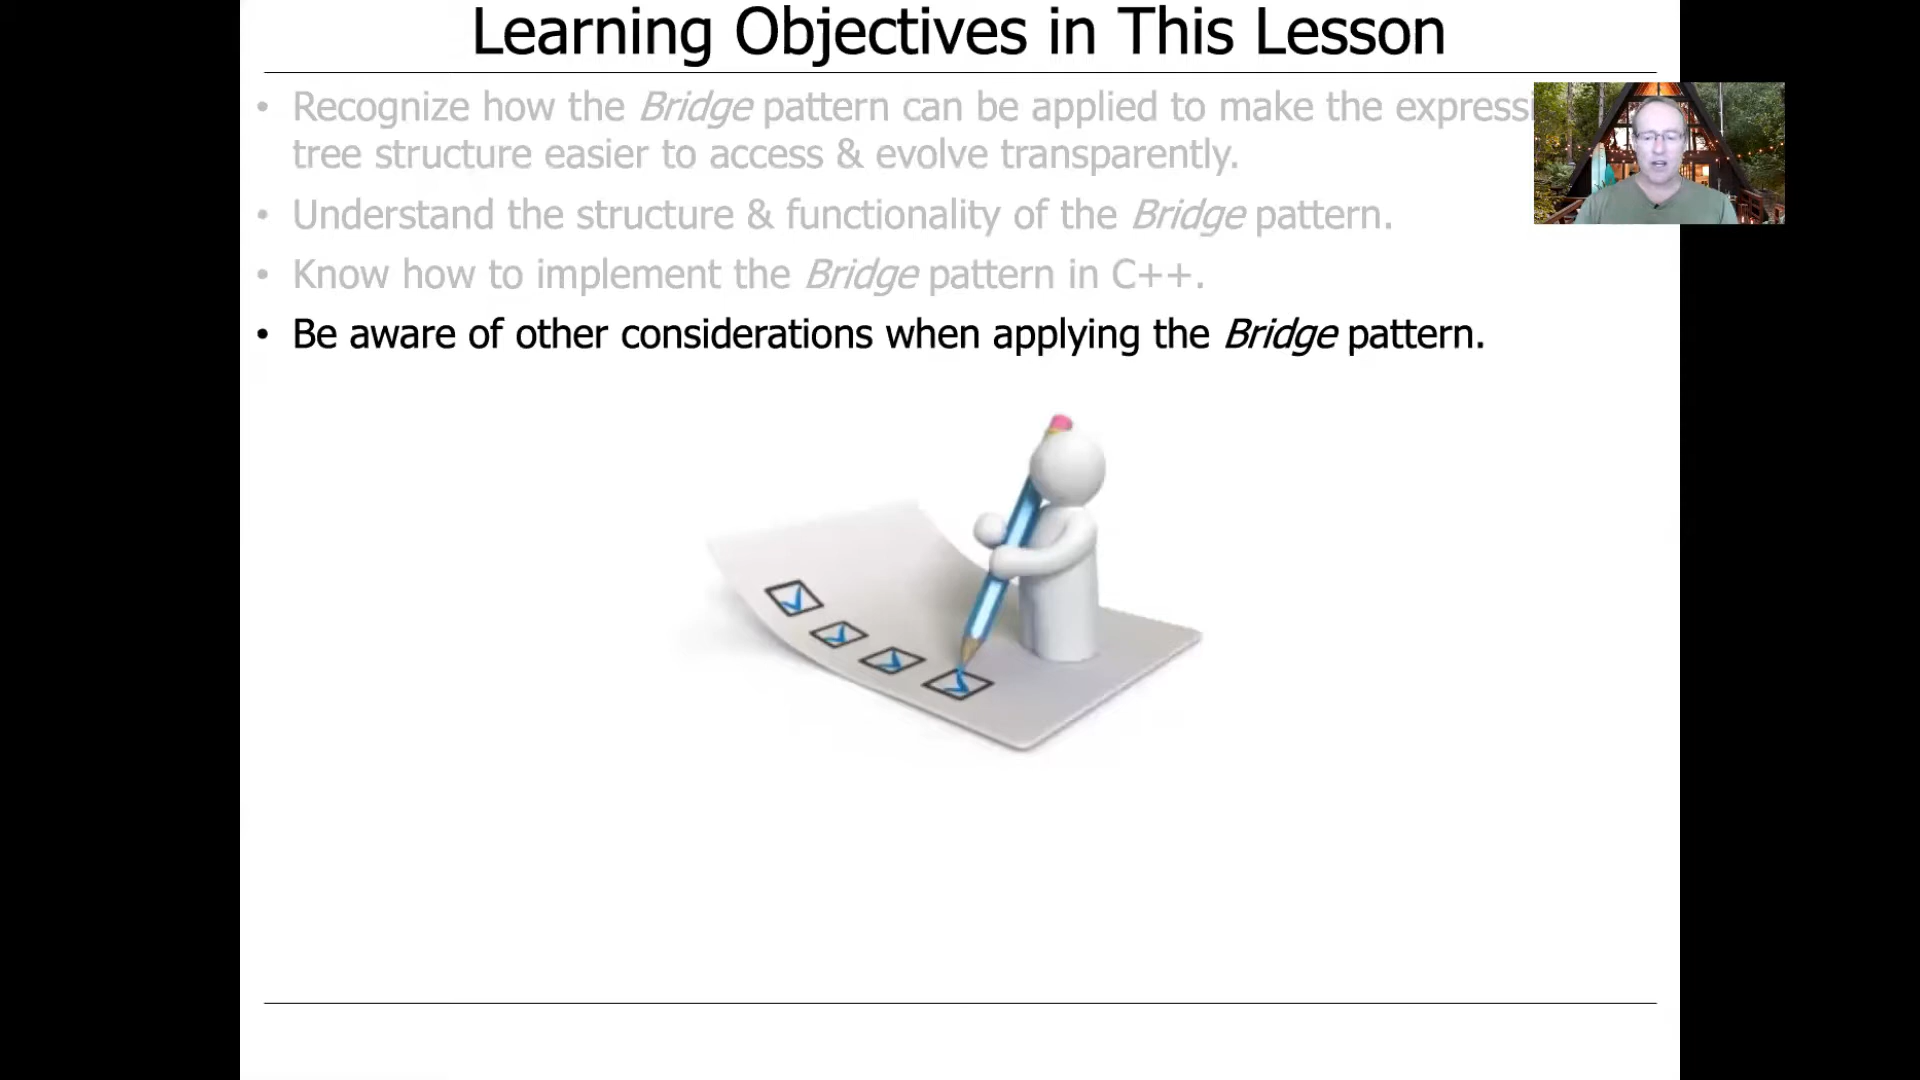 Learning Objectives in This Lesson
• Recognize how the Bridge pattern can be applied to make the expressi
tree structure easier to access & evolve transparently.
• Understand the structure & functionality of the Bridge pattern.
• Know how to implement the Bridge pattern in C++.
• Be aware of other considerations when applying the Bridge pattern.